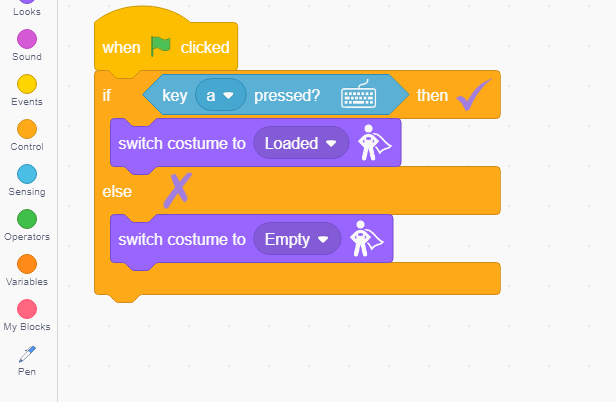 Looks
Sound
Events
Control
Sensing
Operators
Variables
My Blocks
Pen
when clicked
if key a pressed? then
switch costume to Loaded
else
switch costume to Empty